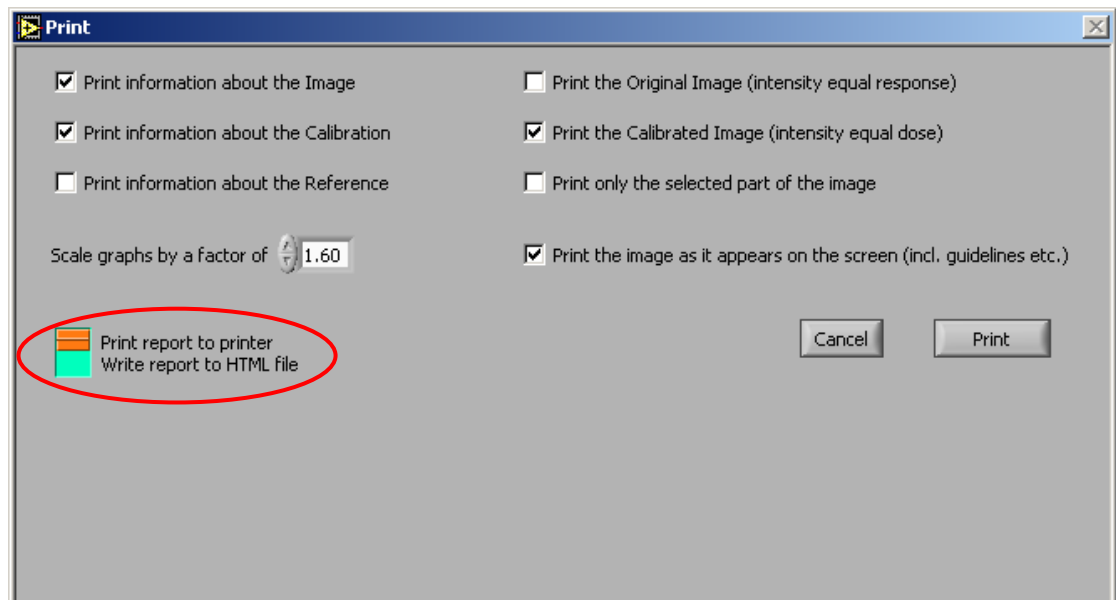 Print
Print information about the Image
Print the Original Image (intensity equal response)
Print information about the Calibration
Print the Calibrated Image (intensity equal dose)
Print information about the Reference
Print only the selected part of the image
Scale graphs by a factor of 1.60
Print the image as it appears on the screen (incl. guidelines etc.)
Print report to printer
Write report to HTML file
Cancel
Print